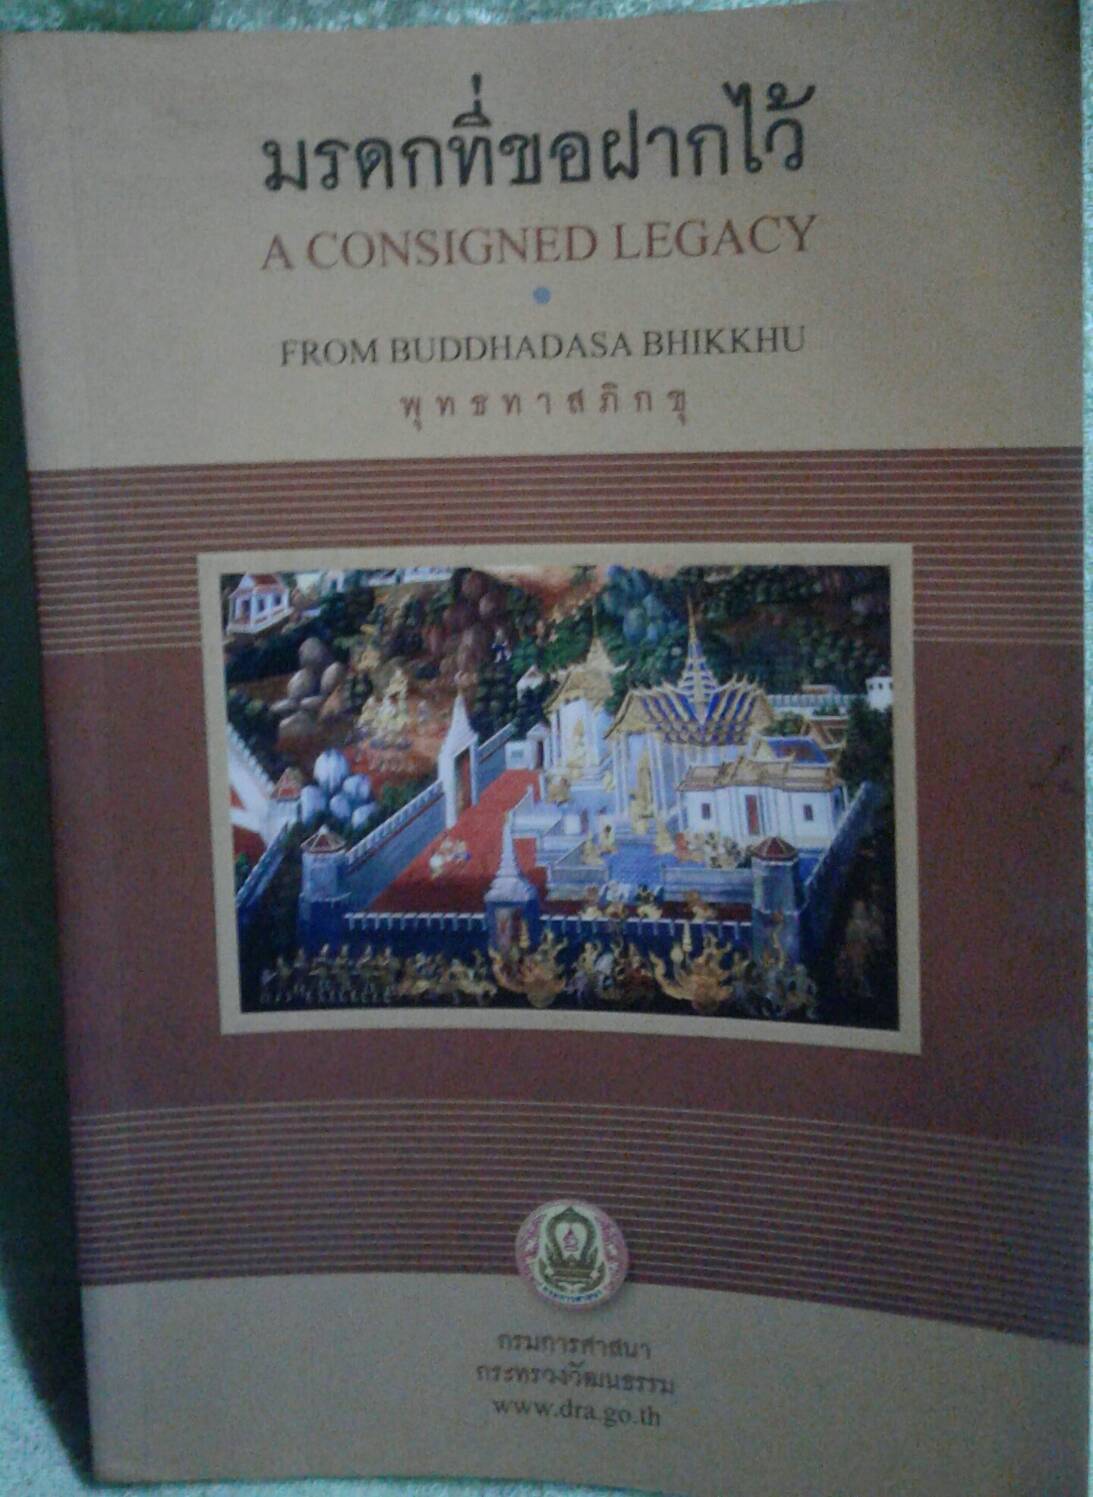 มรดกที่ขอฝากไว้
A CONSIGNED LEGACY
FROM BUDDHADASA BHIKKHU
พุทธทาสภิกขุ
กรมการศาสนา
กระทรวงวัฒนธรรม
www.dra.go.th